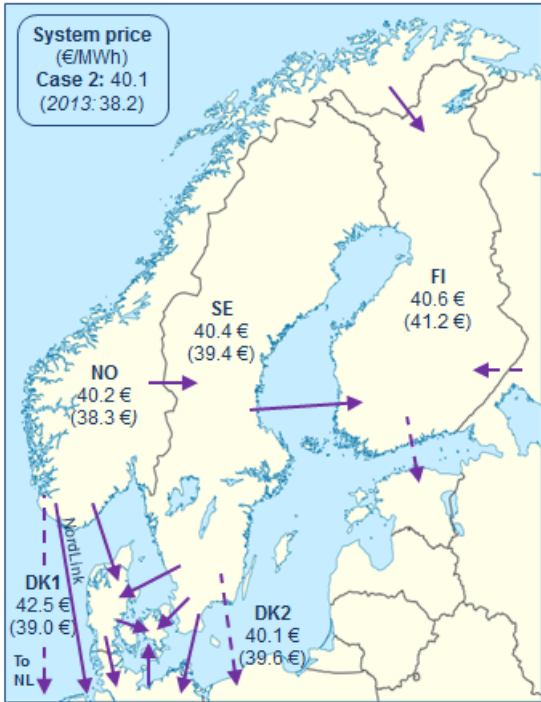 System price
(€/MWh)
Case 2: 40.1
(2013: 38.2)
FI
40.6 €
(41.2 €)
SE
40.4 €
(39.4 €)
NO
40.2 €
(38.3 €)
NordLink
DK1
42.5 €
(39.0 €)
DK2
40.1 €
(39.6 €)
To
NL